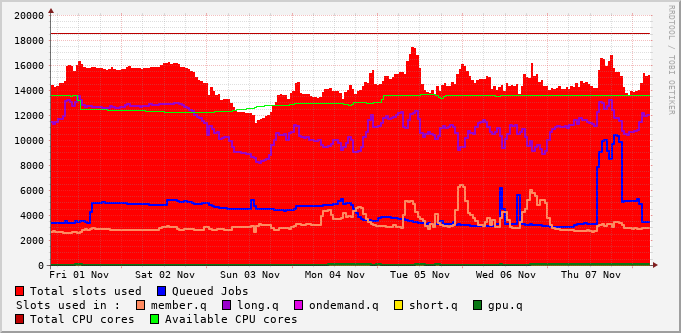 20000
18000
16000
14000
12000
10000
8000
6000
4000
2000
0
Fri 01 Nov Sat 02 Nov Sun 03 Nov Mon 04 Nov Tue 05 Nov Wed 06 Nov Thu 07 Nov
Total slots used Queued Jobs
Slots used in : member.q long.q ondemand.q short.q gpu.q
Total CPU cores Available CPU cores
RRDTOOL / TOBI OETIKER